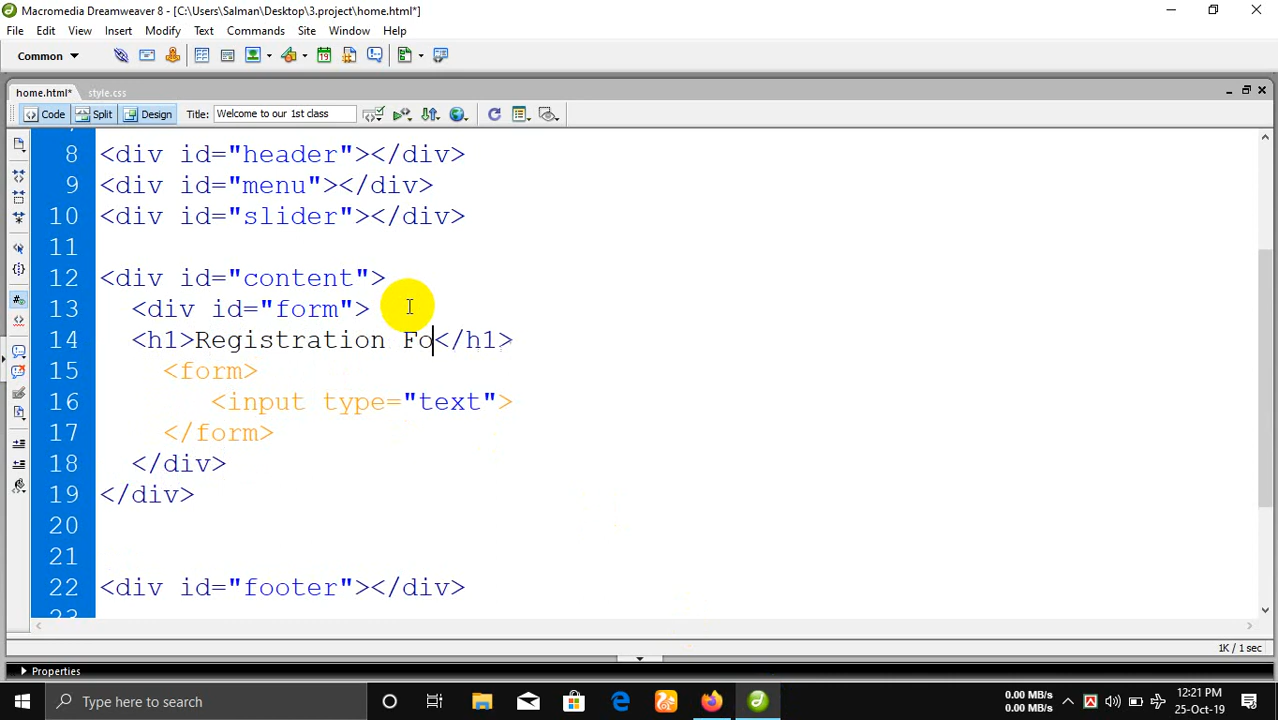 Macromedia Dreamweaver 8 - [C:\Users\Salman\Desktop\3.project\home.html*]
File Edit View Insert Modify Text Commands Site Window Help
Common
home.html* style.css
Code Split Design Title: Welcome to our 1st class
8 <div id="header"></div>
9 <div id="menu"></div>
10 <div id="slider"></div>
11
12 <div id="content">
13 <div id="form">
14 <h1>Registration Fo</h1>
15 <form>
16 <input type="text">
17 </form>
18 </div>
19 </div>
20
21
22 <div id="footer"></div>
1K / 1 sec
Properties
Type here to search
0.00 MB/s
0.00 MB/s
12:21 PM
25-Oct-19